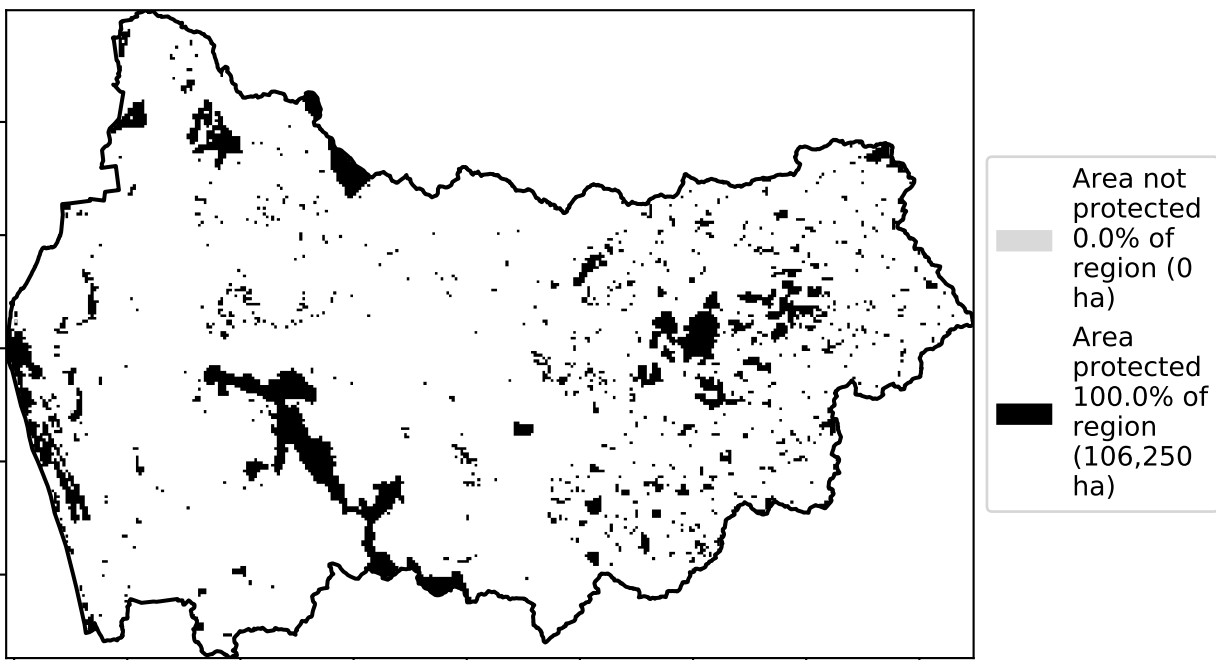 Area not
protected
0.0% of
region (0
ha)
Area
protected
100.0% of
region
(106,250
ha)